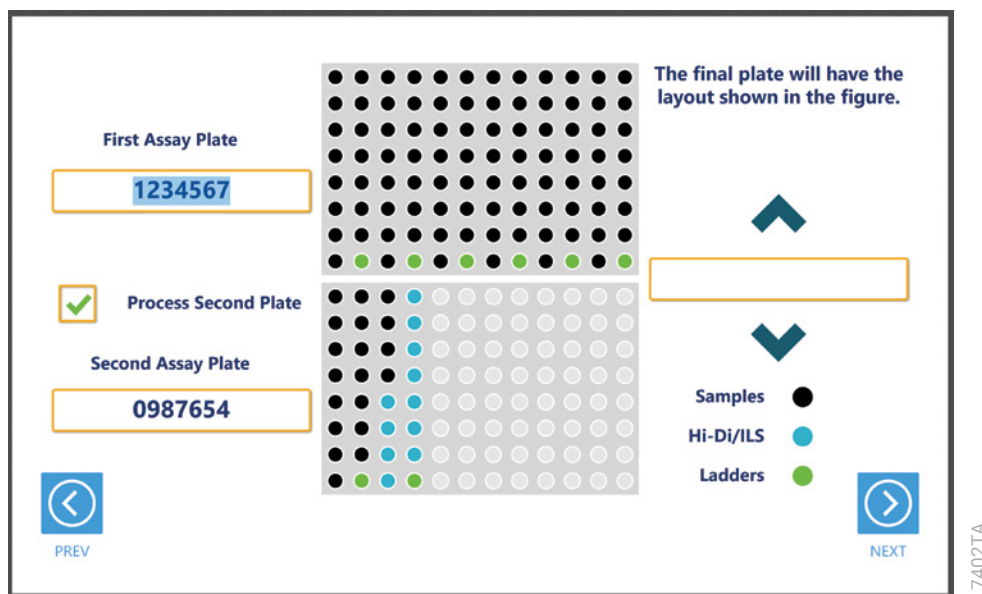 The final plate will have the
layout shown in the figure.
First Assay Plate
1234567
Process Second Plate
Second Assay Plate
0987654
Samples
Hi-Di/ILS
Ladders
PREV
NEXT
7402TA